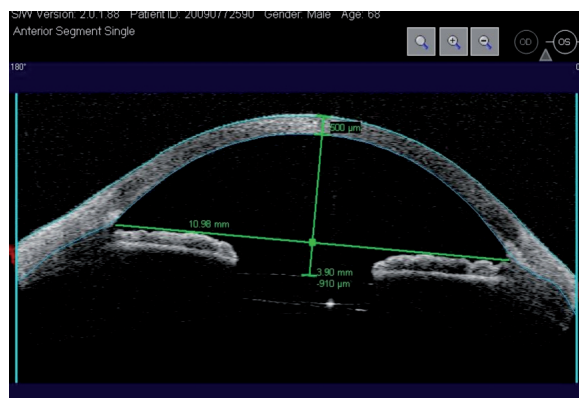 S/W Version: 2.0.1.88 Patient ID: 20090772590 Gender: Male Age: 68
Anterior Segment Single
OD OS
180°
0
500 µm
10.98 mm
3.90 mm
-910 µm